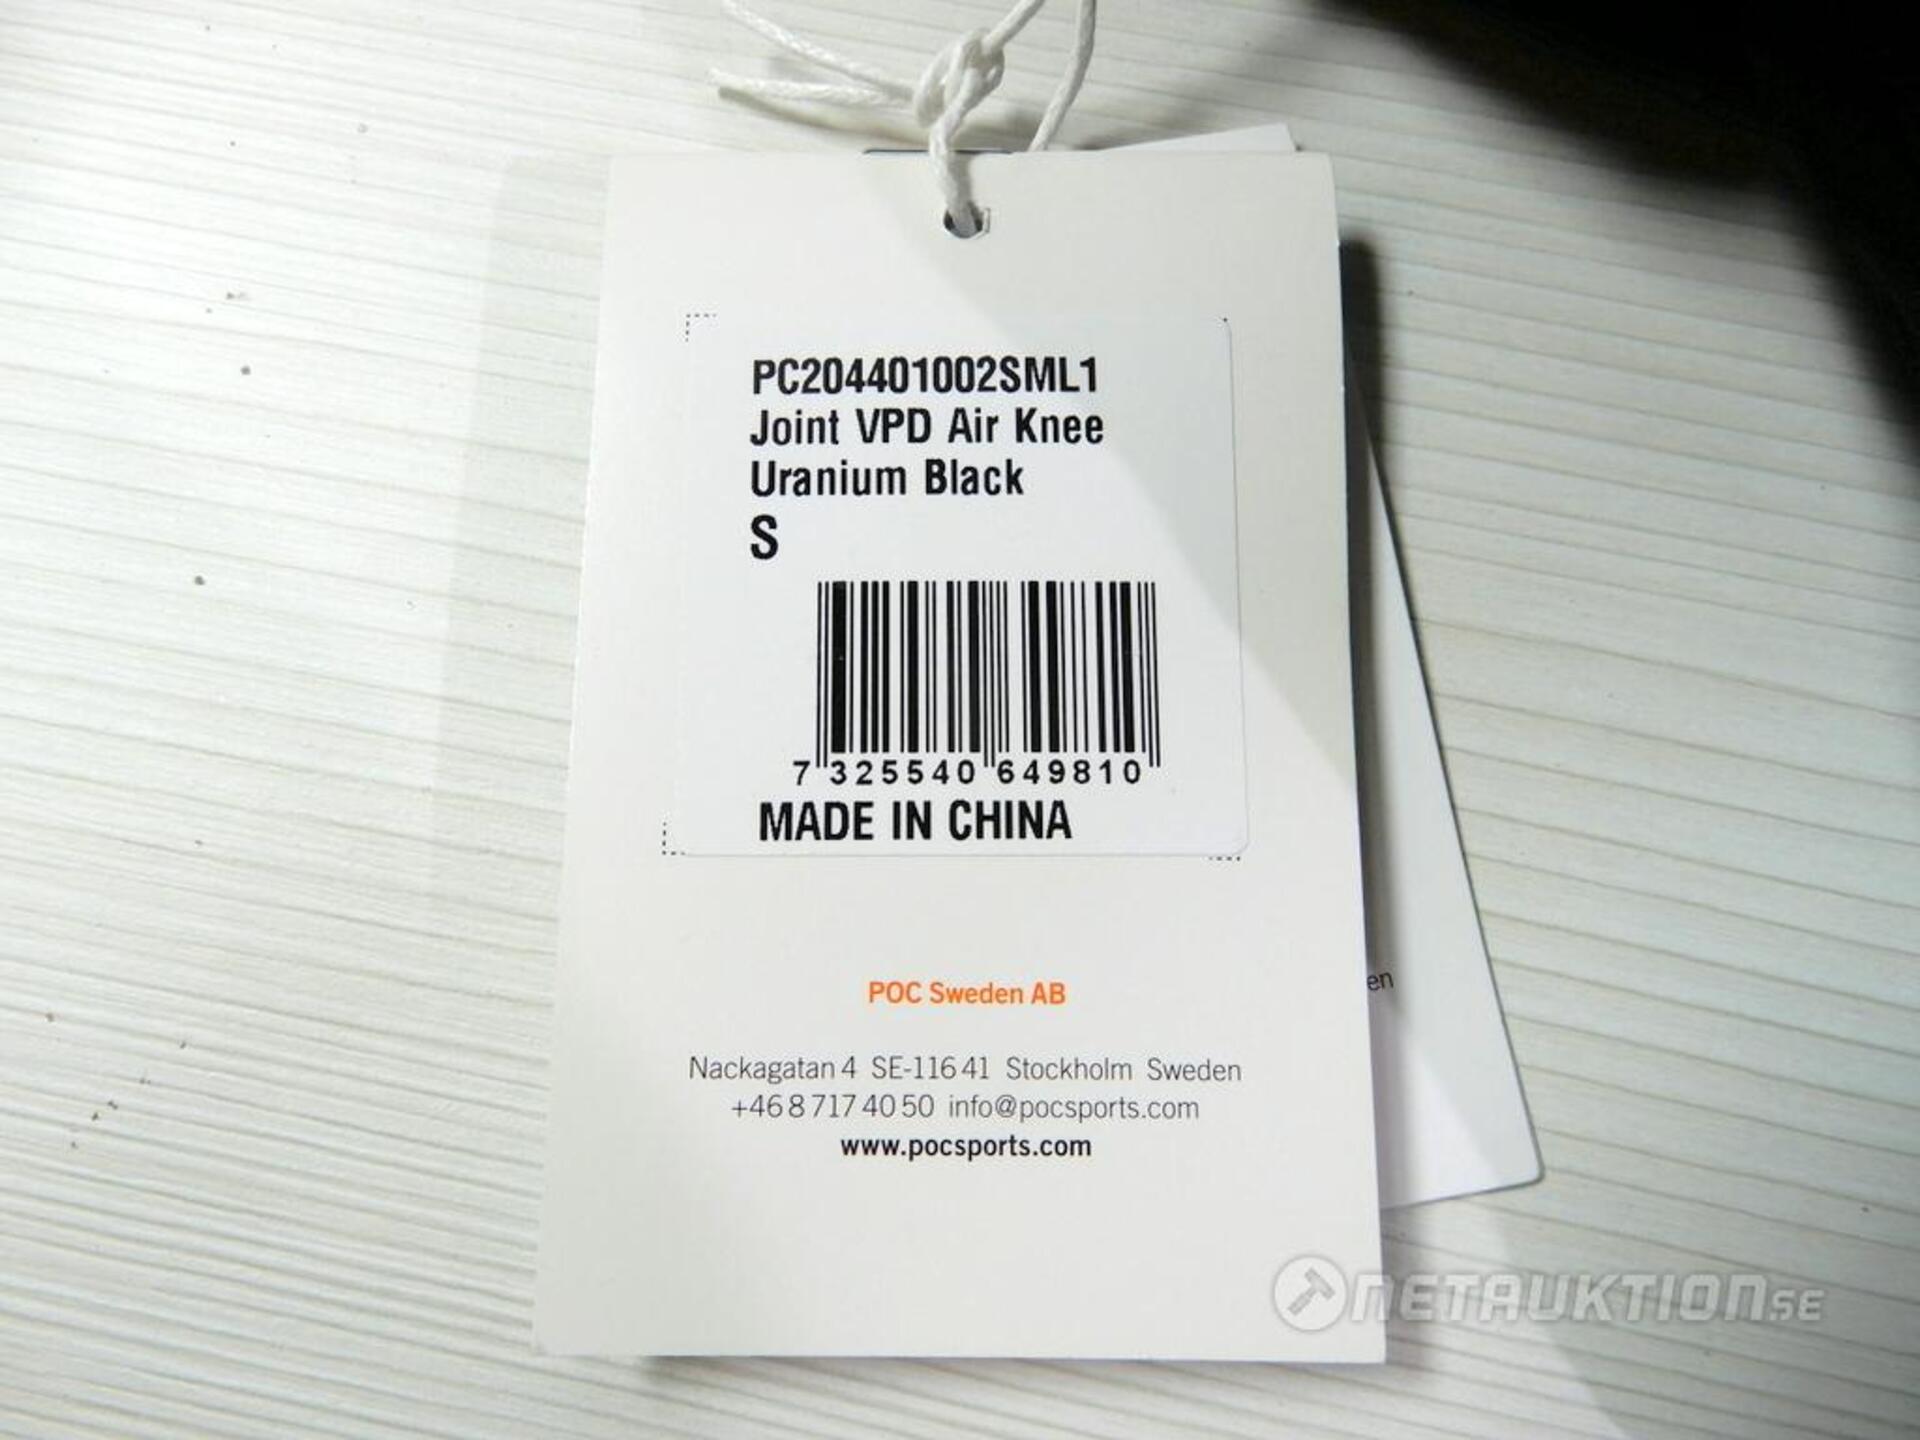 PC204401002SML1
Joint VPD Air Knee
Uranium Black
S
7 325540 649810
MADE IN CHINA
POC Sweden AB
Nackagatan 4 SE-116 41 Stockholm Sweden
+46 8 717 40 50 info@pocsports.com
www.pocsports.com
en
NETAUKTION.SE